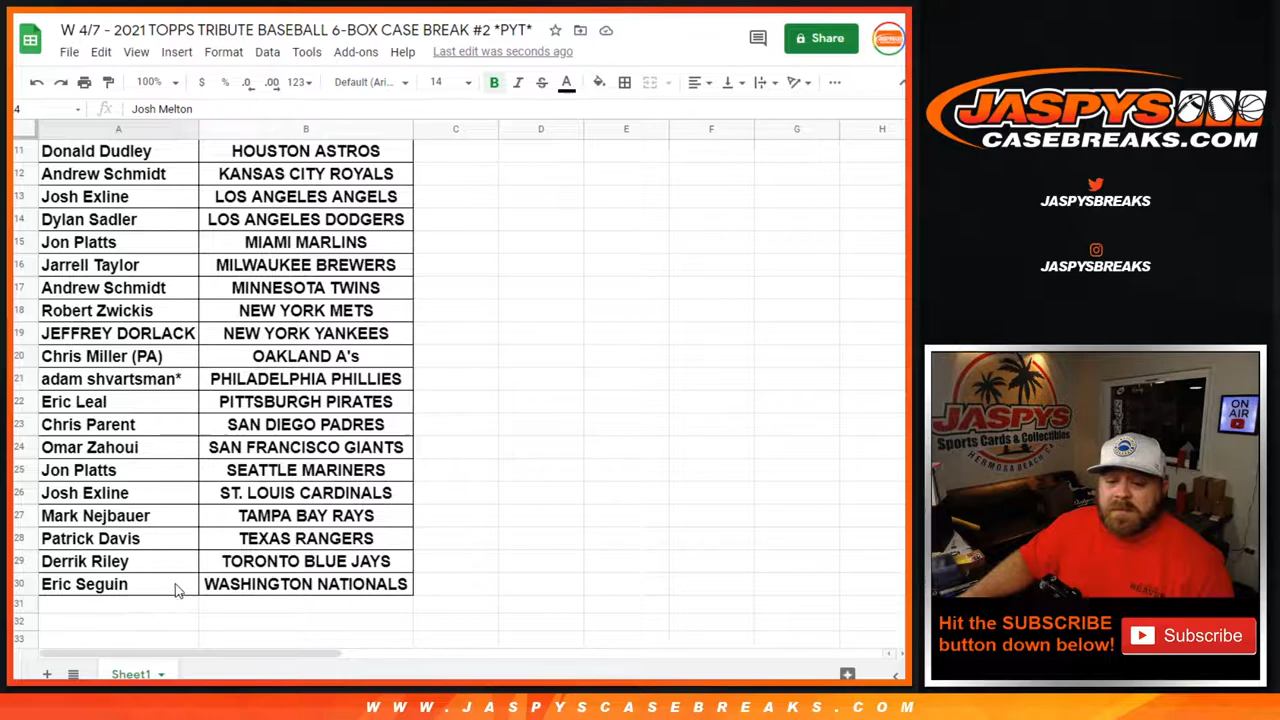 W 4/7 - 2021 TOPPS TRIBUTE BASEBALL 6-BOX CASE BREAK #2 *PYT*
File Edit View Insert Format Data Tools Add-ons Help Last edit was seconds ago
Share
100% $ % .0 .00 123 Default (Ari... 14 B I S A
4 fx Josh Melton
A B C D E F G H
11 Donald Dudley HOUSTON ASTROS
12 Andrew Schmidt KANSAS CITY ROYALS
13 Josh Exline LOS ANGELES ANGELS
14 Dylan Sadler LOS ANGELES DODGERS
15 Jon Platts MIAMI MARLINS
16 Jarrell Taylor MILWAUKEE BREWERS
17 Andrew Schmidt MINNESOTA TWINS
18 Robert Zwickis NEW YORK METS
19 JEFFREY DORLACK NEW YORK YANKEES
20 Chris Miller (PA) OAKLAND A's
21 adam shvartsman* PHILADELPHIA PHILLIES
22 Eric Leal PITTSBURGH PIRATES
23 Chris Parent SAN DIEGO PADRES
24 Omar Zahoui SAN FRANCISCO GIANTS
25 Jon Platts SEATTLE MARINERS
26 Josh Exline ST. LOUIS CARDINALS
27 Mark Nejbauer TAMPA BAY RAYS
28 Patrick Davis TEXAS RANGERS
29 Derrik Riley TORONTO BLUE JAYS
30 Eric Seguin WASHINGTON NATIONALS
31
32
33
Sheet1
JASPYS
CASEBREAKS.COM
JASPYSBREAKS
JASPYSBREAKS
JASPYS
Sports Cards & Collectibles
HERMOSA BEACH
ON
AIR
Hit the SUBSCRIBE
button down below!
Subscribe
WWW.JASPYSCASEBREAKS.COM